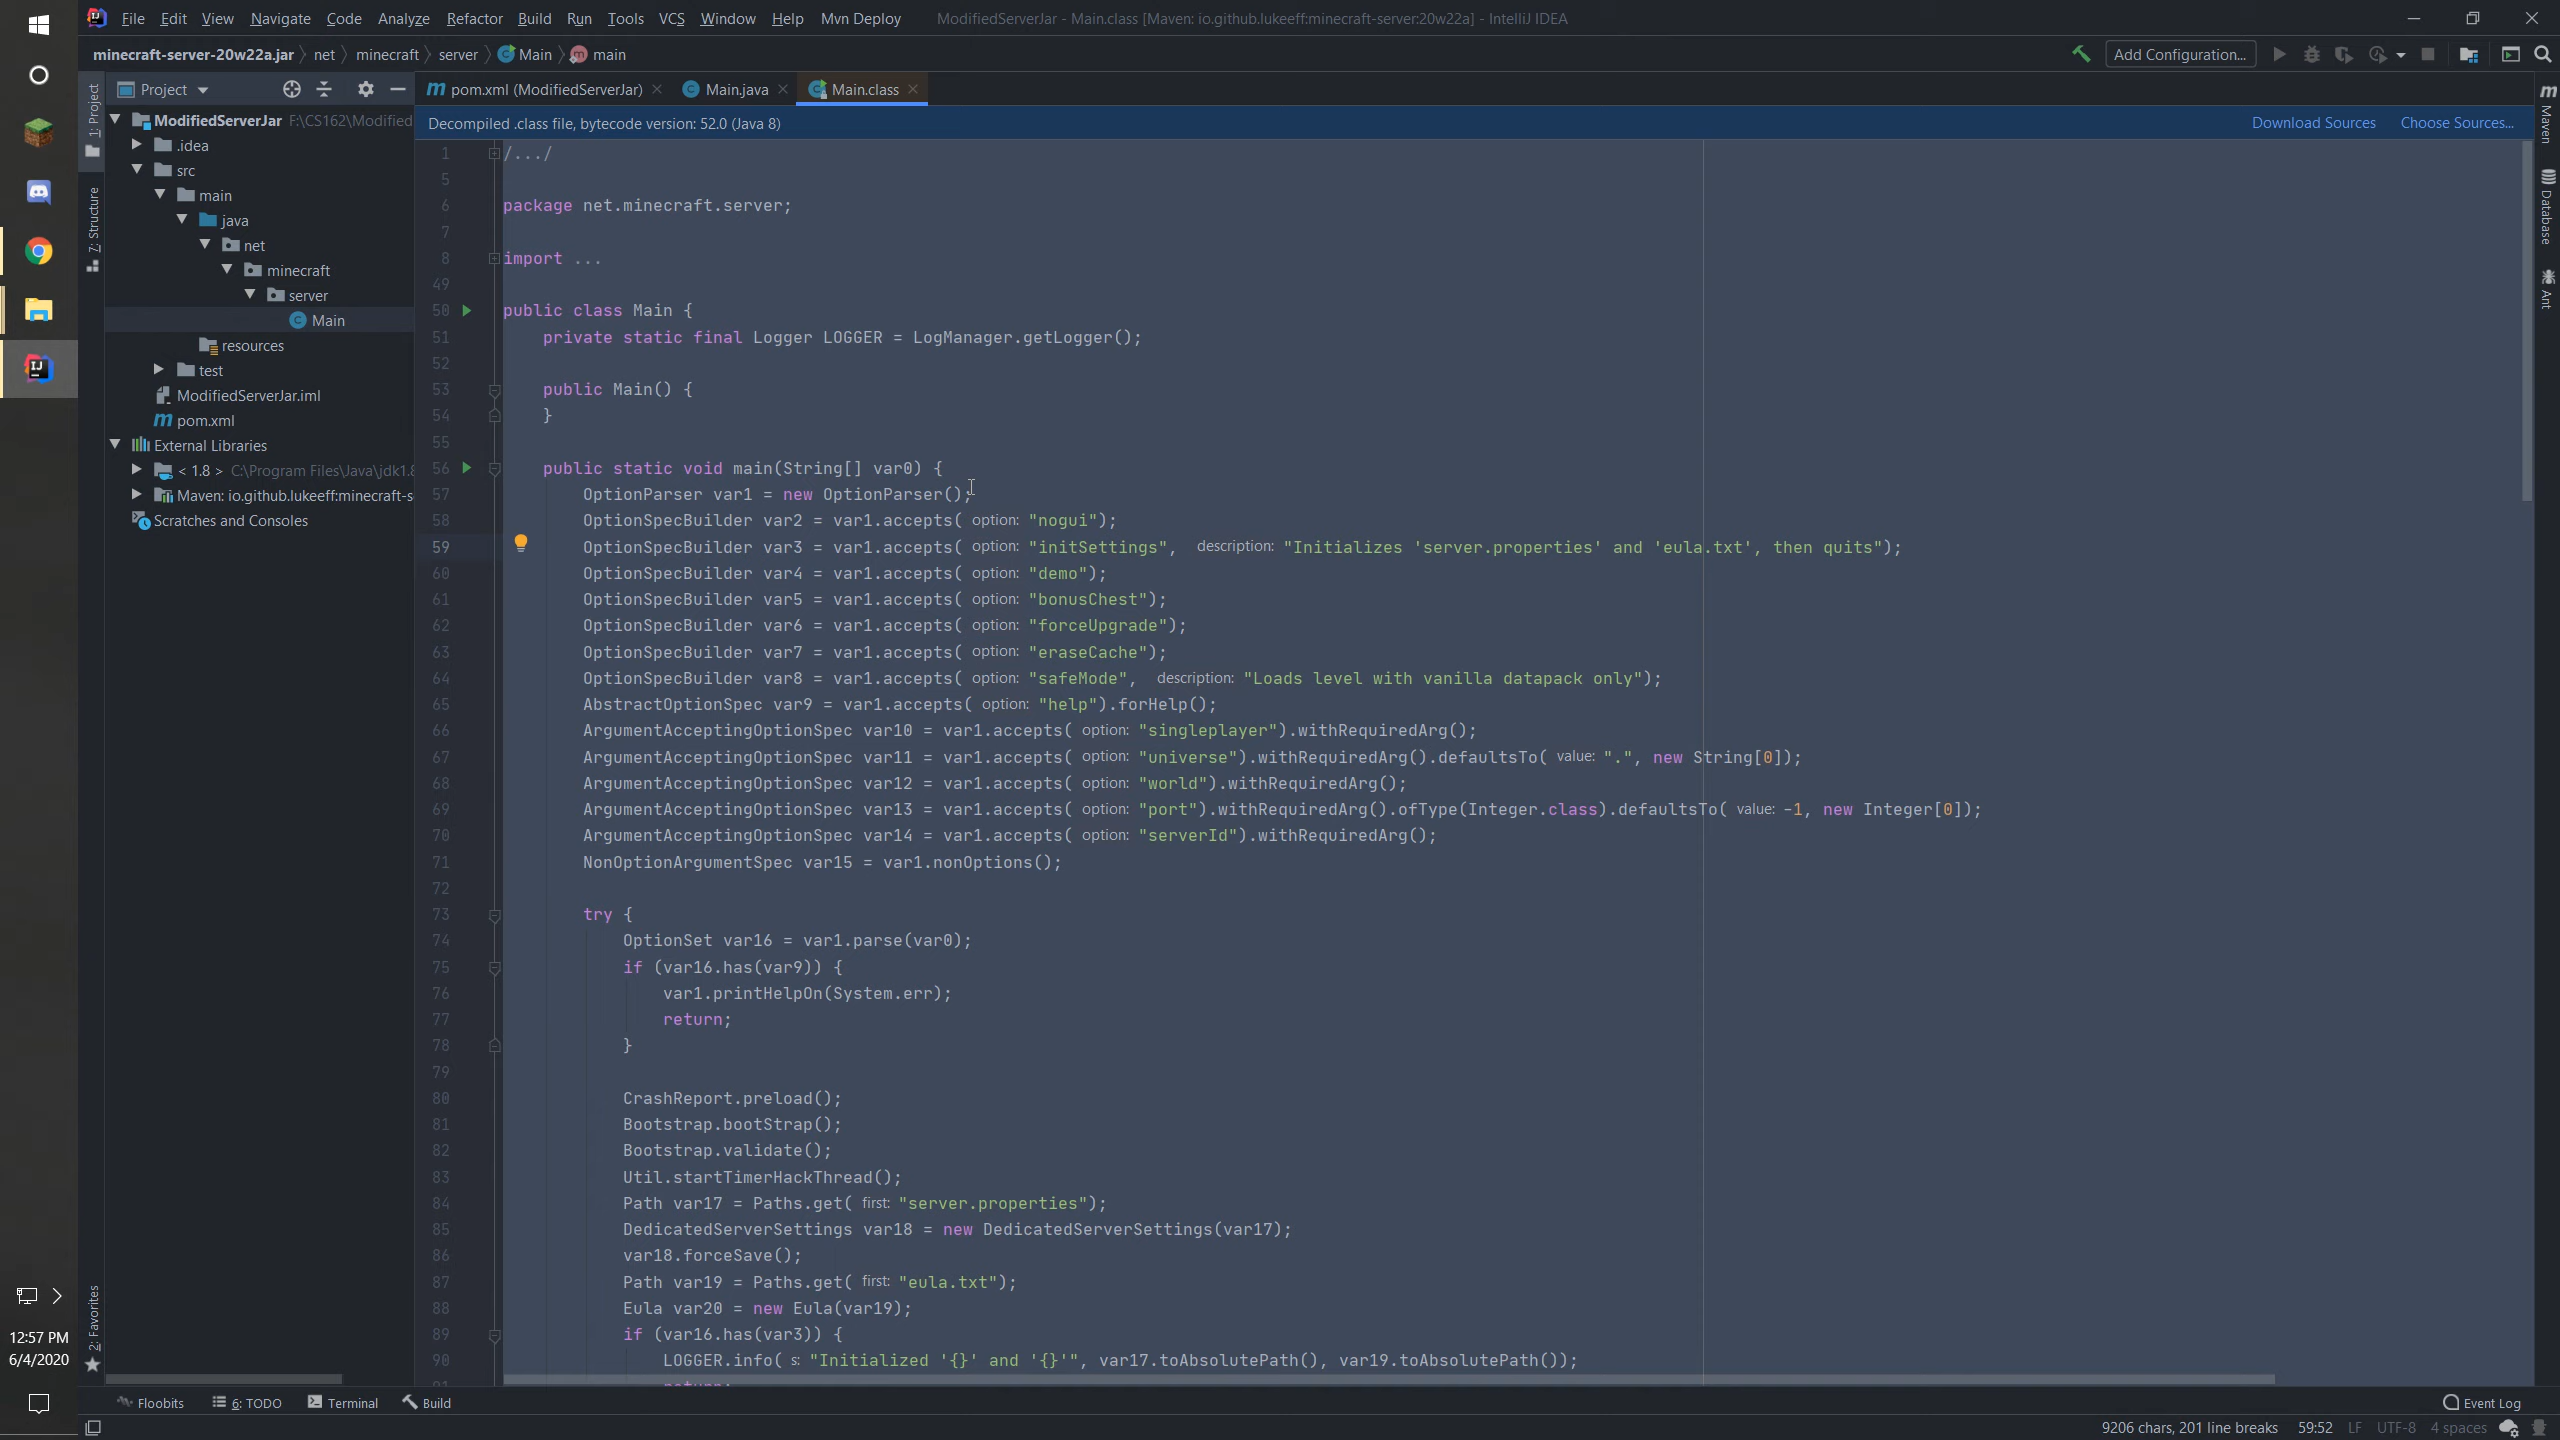 File Edit View Navigate Code Analyze Refactor Build Run Tools VCS Window Help Mvn Deploy ModifiedServerJar - Main.class [Maven: io.github.lukeeff:minecraft-server:20w22a] - IntelliJ IDEA
minecraft-server-20w22a.jar net minecraft server Main main Add Configuration...
Project
pom.xml (ModifiedServerJar) Main.java Main.class
Decompiled .class file, bytecode version: 52.0 (Java 8) Download Sources Choose Sources...
1: Project
7: Structure
2: Favorites
ModifiedServerJar F:\CS162\Modified
.idea
src
main
java
net
minecraft
server
Main
resources
test
ModifiedServerJar.iml
pom.xml
External Libraries
< 1.8 > C:\Program Files\Java\jdk1.8
Maven: io.github.lukeeff:minecraft-s
Scratches and Consoles
1 /.../
5
6 package net.minecraft.server;
7
8 import ...
49
50 public class Main {
51 private static final Logger LOGGER = LogManager.getLogger();
52
53 public Main() {
54 }
55
56 public static void main(String[] var0) {
57 OptionParser var1 = new OptionParser();
58 OptionSpecBuilder var2 = var1.accepts( option: "nogui");
59 OptionSpecBuilder var3 = var1.accepts( option: "initSettings", description: "Initializes 'server.properties' and 'eula.txt', then quits");
60 OptionSpecBuilder var4 = var1.accepts( option: "demo");
61 OptionSpecBuilder var5 = var1.accepts( option: "bonusChest");
62 OptionSpecBuilder var6 = var1.accepts( option: "forceUpgrade");
63 OptionSpecBuilder var7 = var1.accepts( option: "eraseCache");
64 OptionSpecBuilder var8 = var1.accepts( option: "safeMode", description: "Loads level with vanilla datapack only");
65 AbstractOptionSpec var9 = var1.accepts( option: "help").forHelp();
66 ArgumentAcceptingOptionSpec var10 = var1.accepts( option: "singleplayer").withRequiredArg();
67 ArgumentAcceptingOptionSpec var11 = var1.accepts( option: "universe").withRequiredArg().defaultsTo( value: ".", new String[0]);
68 ArgumentAcceptingOptionSpec var12 = var1.accepts( option: "world").withRequiredArg();
69 ArgumentAcceptingOptionSpec var13 = var1.accepts( option: "port").withRequiredArg().ofType(Integer.class).defaultsTo( value: -1, new Integer[0]);
70 ArgumentAcceptingOptionSpec var14 = var1.accepts( option: "serverId").withRequiredArg();
71 NonOptionArgumentSpec var15 = var1.nonOptions();
72
73 try {
74 OptionSet var16 = var1.parse(var0);
75 if (var16.has(var9)) {
76 var1.printHelpOn(System.err);
77 return;
78 }
79
80 CrashReport.preload();
81 Bootstrap.bootStrap();
82 Bootstrap.validate();
83 Util.startTimerHackThread();
84 Path var17 = Paths.get( first: "server.properties");
85 DedicatedServerSettings var18 = new DedicatedServerSettings(var17);
86 var18.forceSave();
87 Path var19 = Paths.get( first: "eula.txt");
88 Eula var20 = new Eula(var19);
89 if (var16.has(var3)) {
90 LOGGER.info( s: "Initialized '{}' and '{}'", var17.toAbsolutePath(), var19.toAbsolutePath());
Maven
Database
Ant
12:57 PM
6/4/2020
Floobits 6: TODO Terminal Build Event Log
9206 chars, 201 line breaks 59:52 LF UTF-8 4 spaces